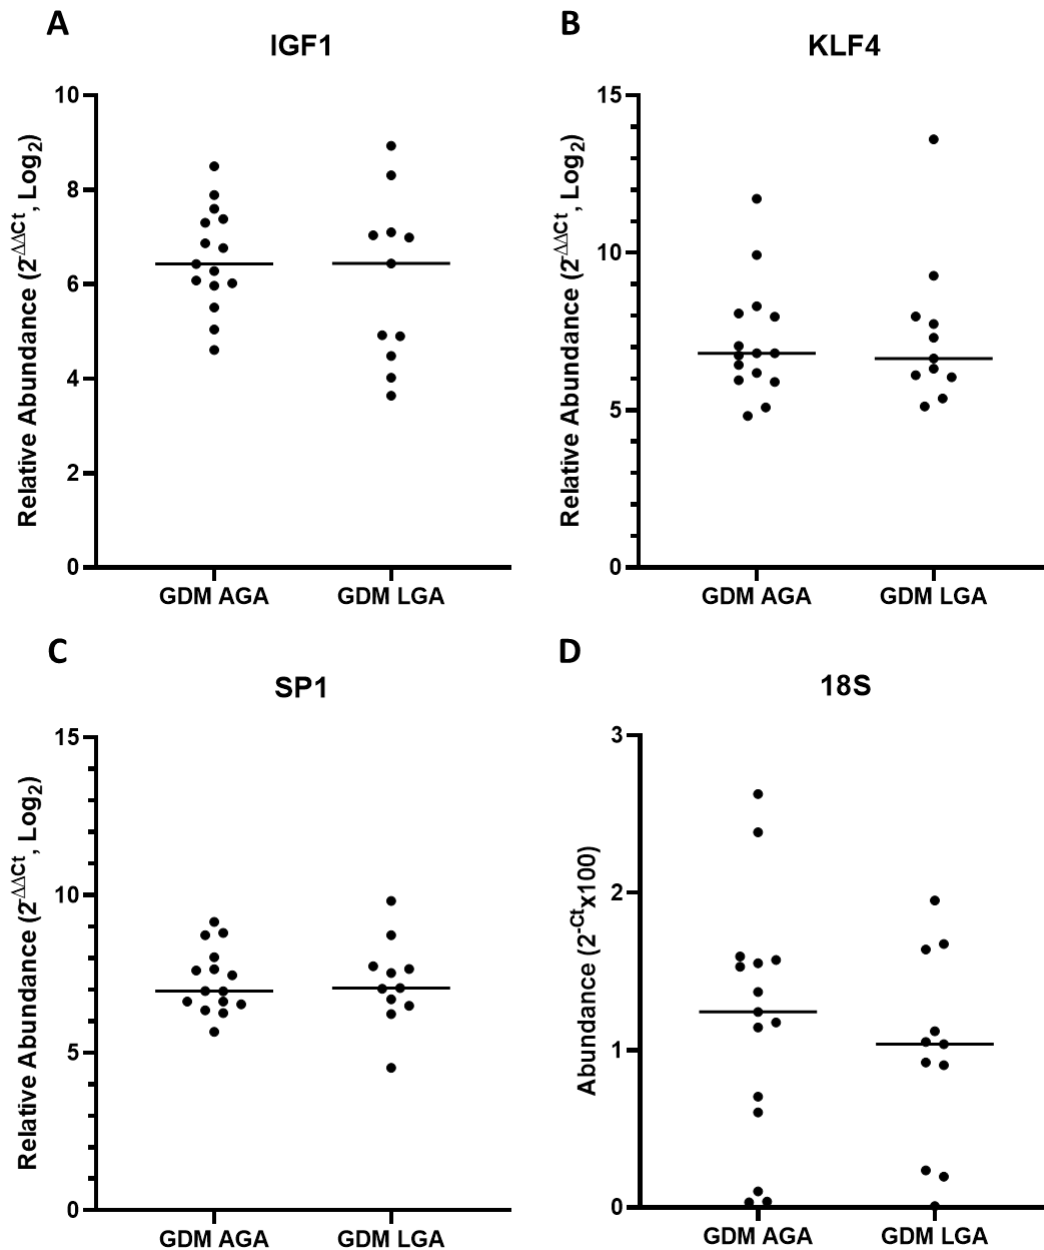 A
IGF1
Relative Abundance (2^-ΔΔCt, Log₂)
10
8
6
4
2
0
GDM AGA
GDM LGA
B
KLF4
Relative Abundance (2^-ΔΔCt, Log₂)
15
10
5
0
GDM AGA
GDM LGA
C
SP1
Relative Abundance (2^-ΔΔCt, Log₂)
15
10
5
0
GDM AGA
GDM LGA
D
18S
Abundance (2^-Ctx100)
3
2
1
0
GDM AGA
GDM LGA